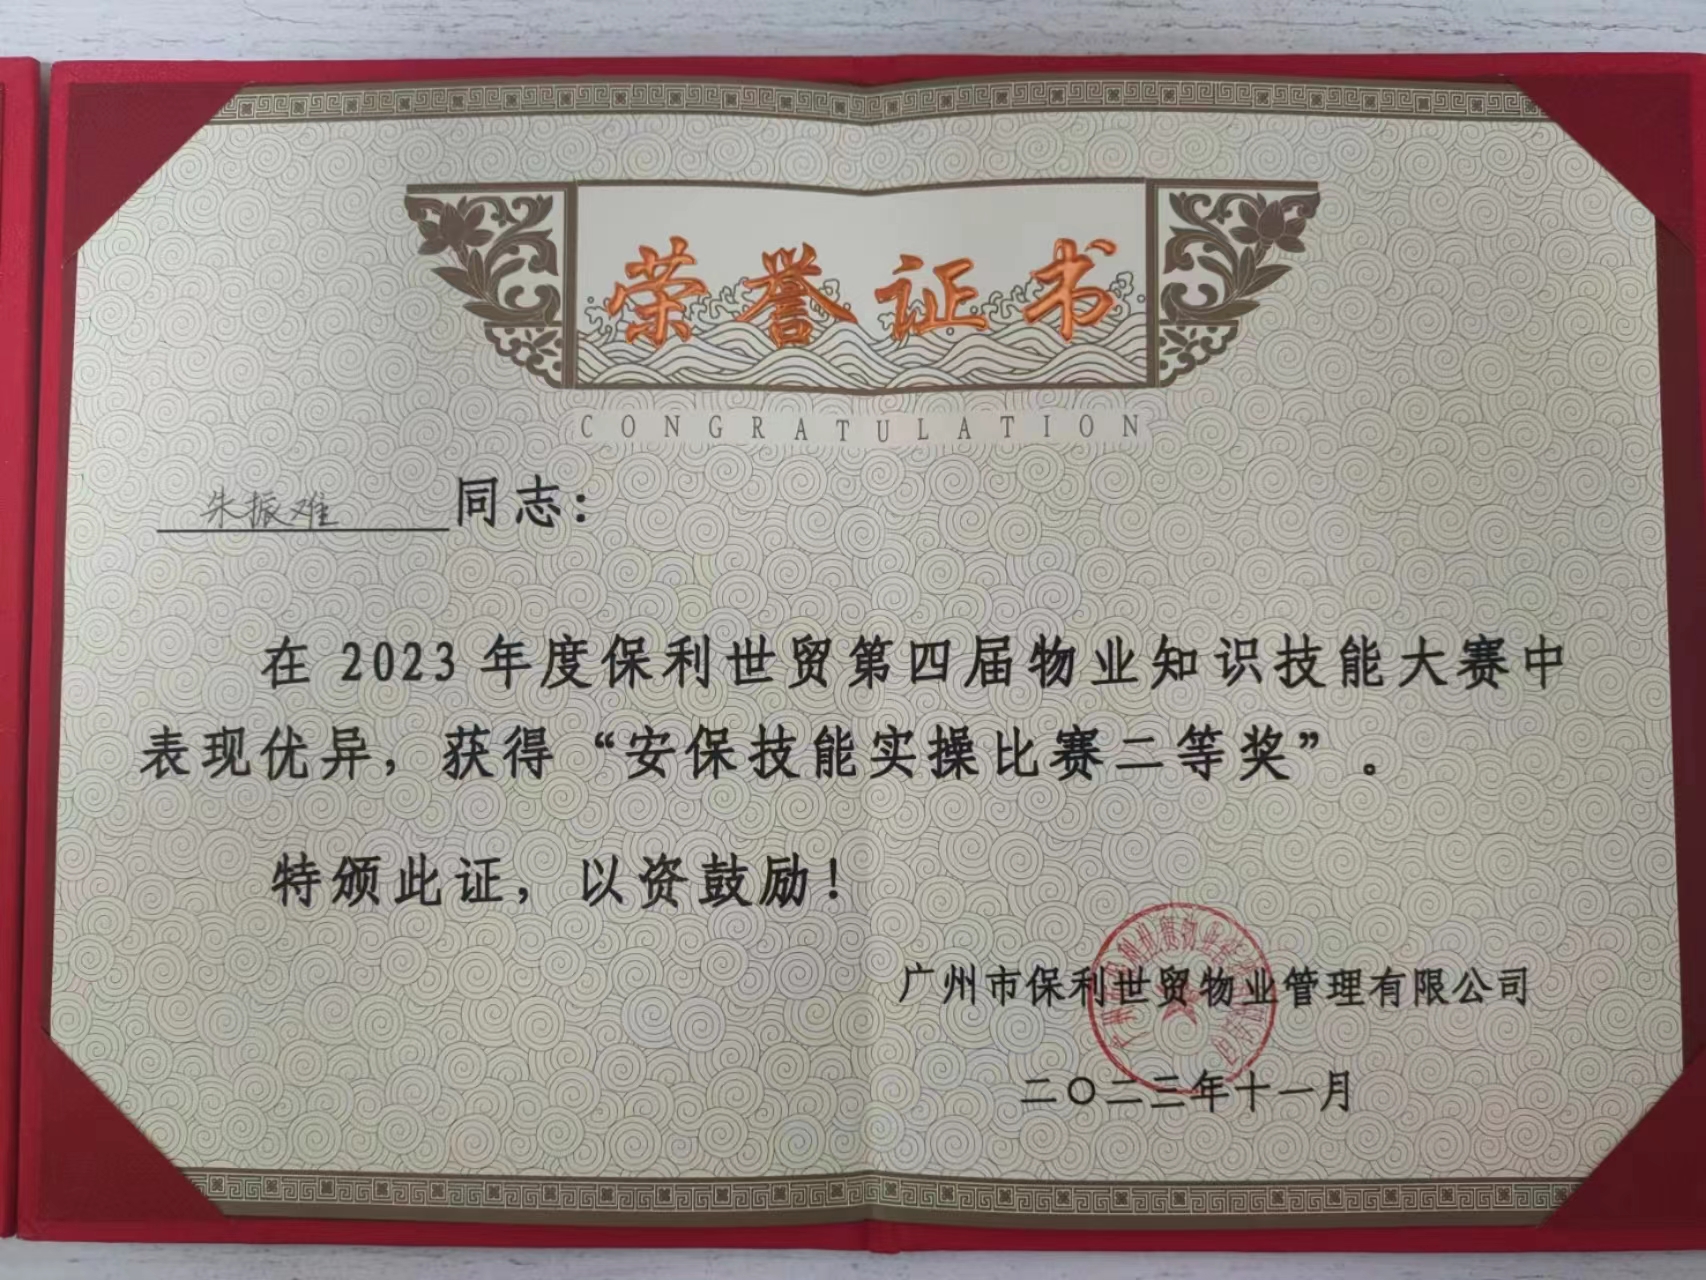 荣誉证书
CONGRATULATION
朱振难 同志：
在 2023 年度保利世贸第四届物业知识技能大赛中
表现优异，获得“安保技能实操比赛二等奖”。
特颁此证，以资鼓励！
广州市保利世贸物业管理有限公司
二〇二三年十一月